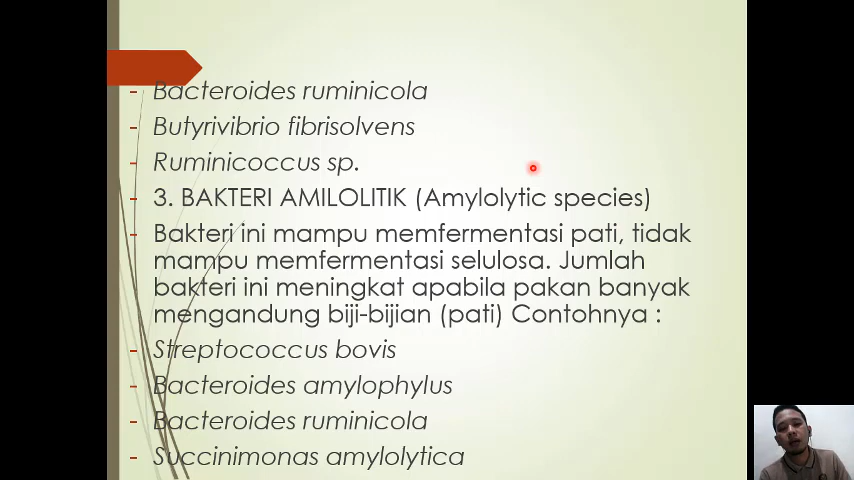 - Bacteroides ruminicola
- Butyrivibrio fibrisolvens
- Ruminicoccus sp.
- 3. BAKTERI AMILOLITIK (Amylolytic species)
- Bakteri ini mampu memfermentasi pati, tidak
mampu memfermentasi selulosa. Jumlah
bakteri ini meningkat apabila pakan banyak
mengandung biji-bijian (pati) Contohnya :
- Streptococcus bovis
- Bacteroides amylophylus
- Bacteroides ruminicola
- Succinimonas amylolytica